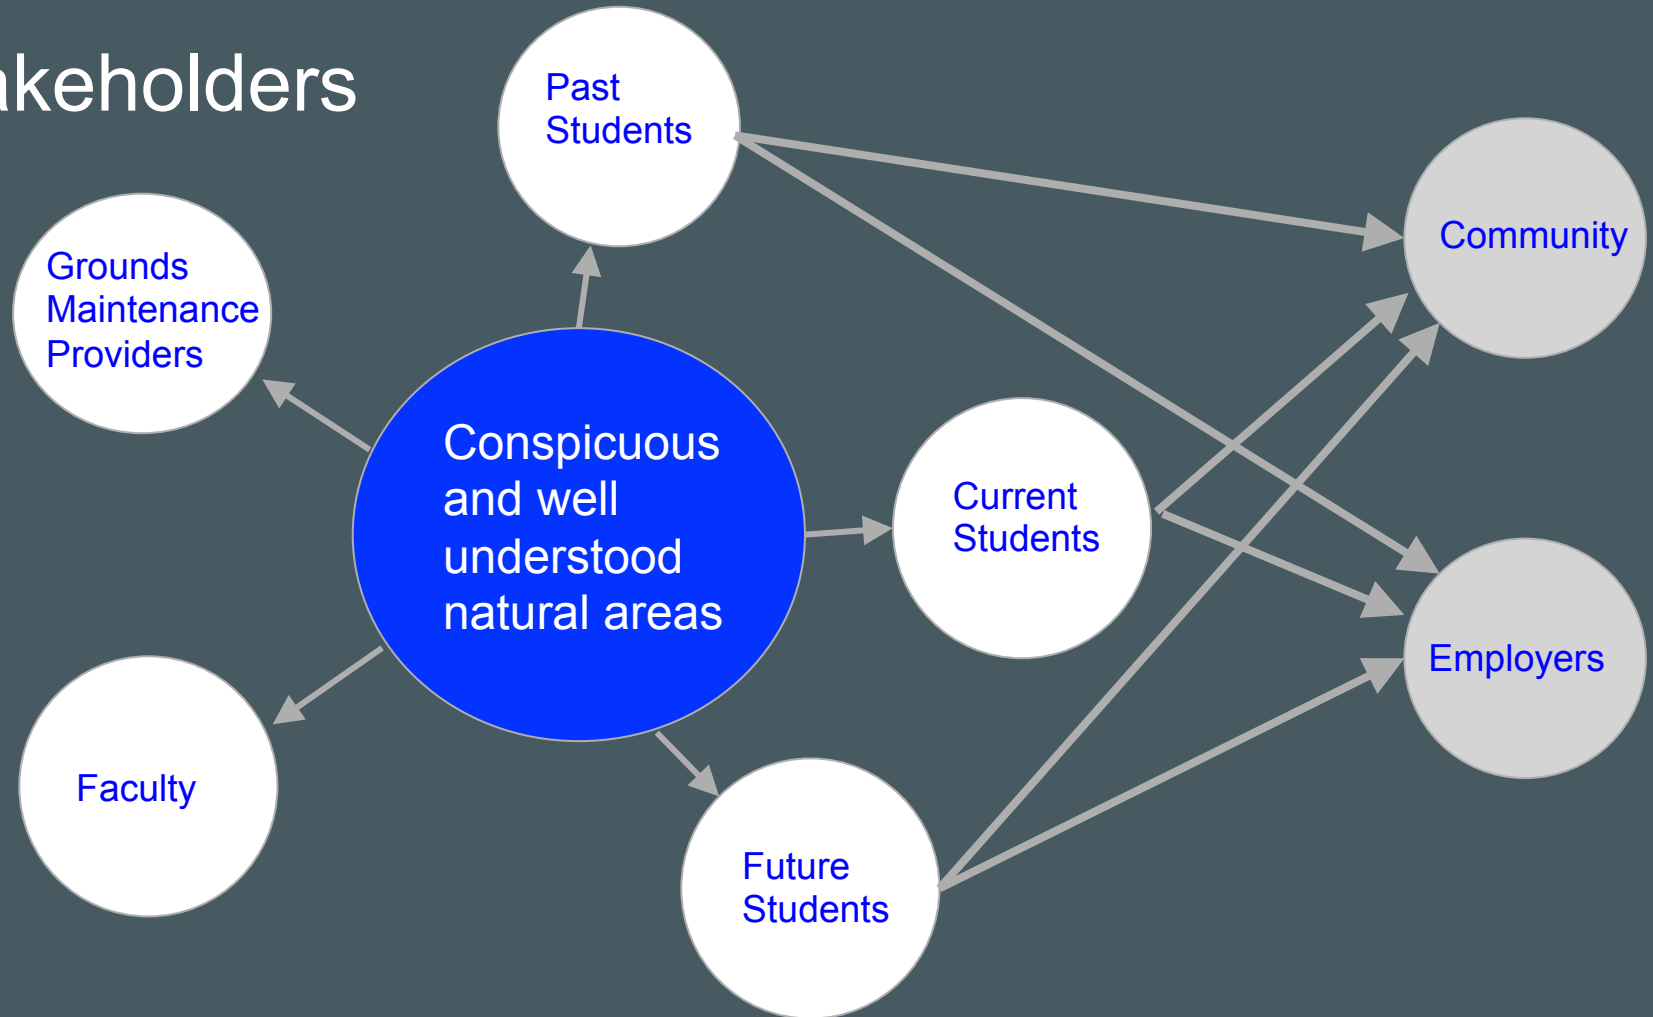 akeholders
Past
Students
Community
Grounds
Maintenance
Providers
Conspicuous
and well
understood
natural areas
Current
Students
Employers
Faculty
Future
Students